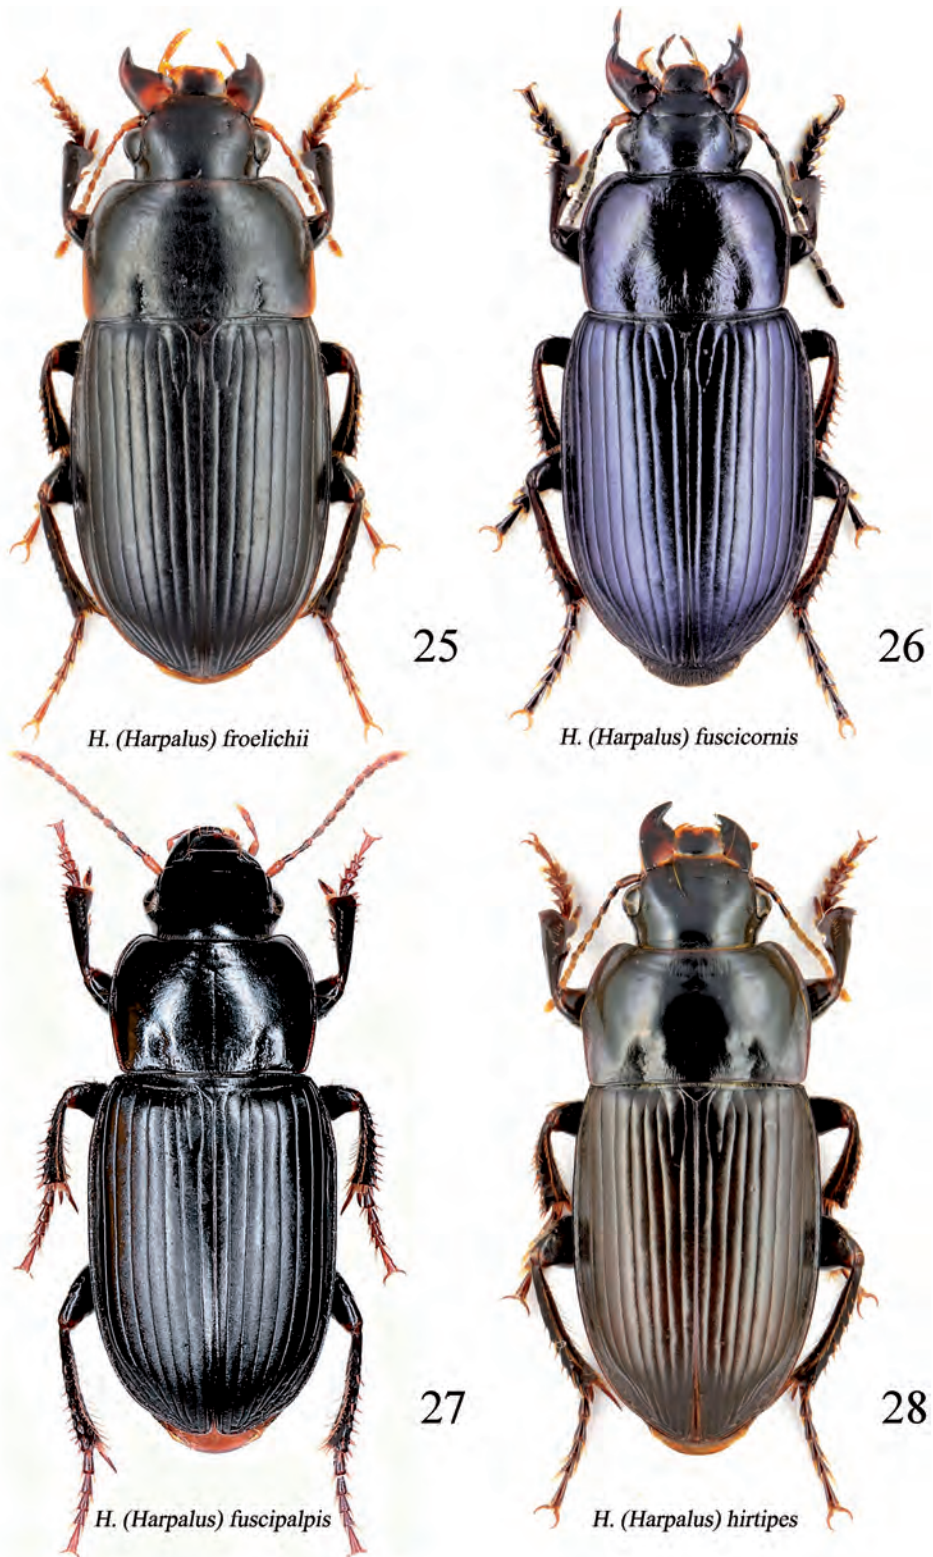 25
26
H. (Harpalus) froelichii
H. (Harpalus) fuscicornis
27
28
H. (Harpalus) fuscipalpis
H. (Harpalus) hirtipes